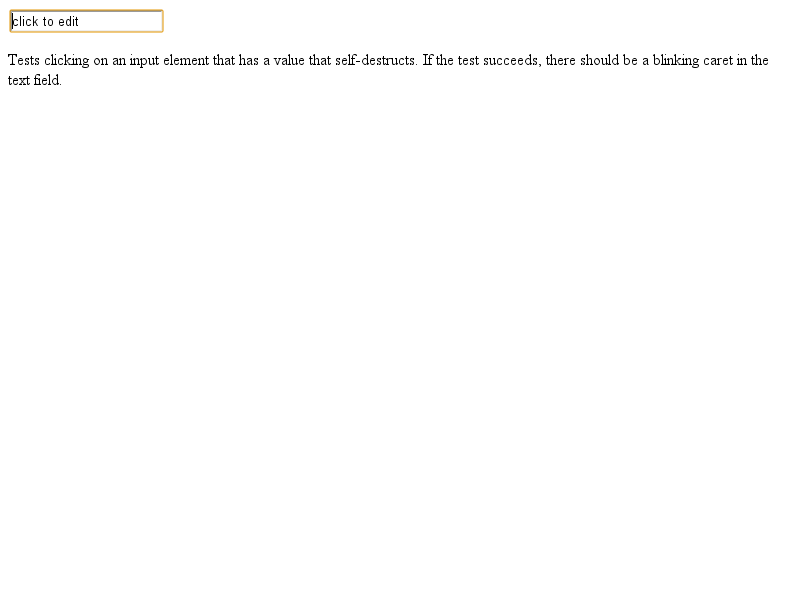 click to edit
Tests clicking on an input element that has a value that self-destructs. If the test succeeds, there should be a blinking caret in the
text field.